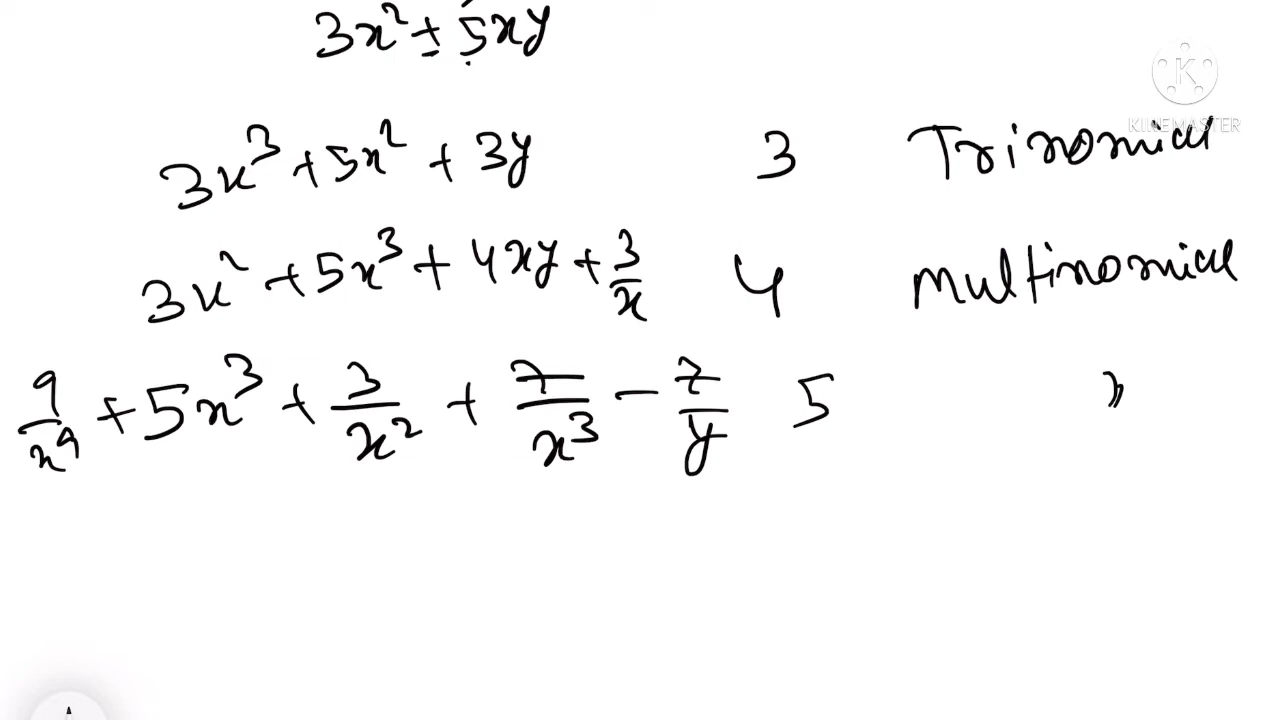 3x² ± 5xy
K
KINEMASTER
3x³ + 5x² + 3y 3 Trinomial
3x² + 5x³ + 4xy + 3/x 4 Multinomial
9/x⁹ + 5x³ + 3/x² + 7/x³ - 7/y 5 "